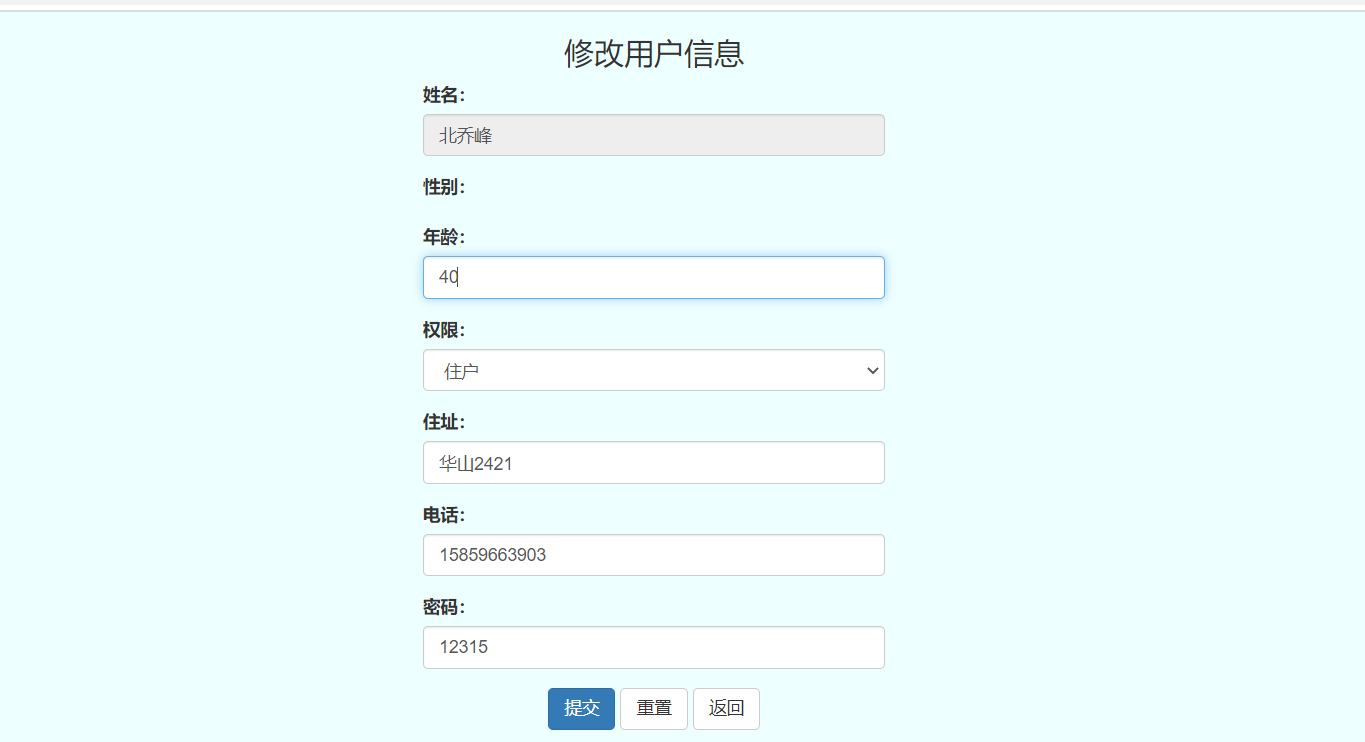 修改用户信息
姓名：
北乔峰
性别：
年龄：
40
权限：
住户
住址：
华山2421
电话：
15859663903
密码：
12315
提交 重置 返回